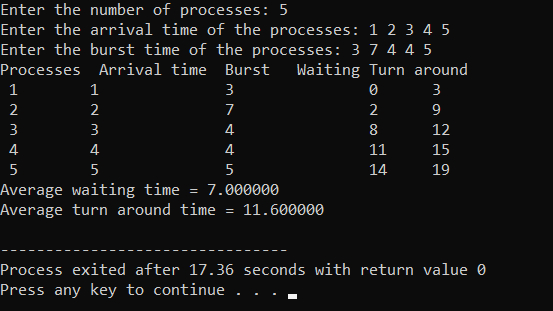 Enter the number of processes: 5
Enter the arrival time of the processes: 1 2 3 4 5
Enter the burst time of the processes: 3 7 4 4 5
Processes  Arrival time  Burst   Waiting Turn around
 1        1              3               0      3
 2        2              7               2      9
 3        3              4               8      12
 4        4              4               11     15
 5        5              5               14     19
Average waiting time = 7.000000
Average turn around time = 11.600000
--------------------------------
Process exited after 17.36 seconds with return value 0
Press any key to continue . . .